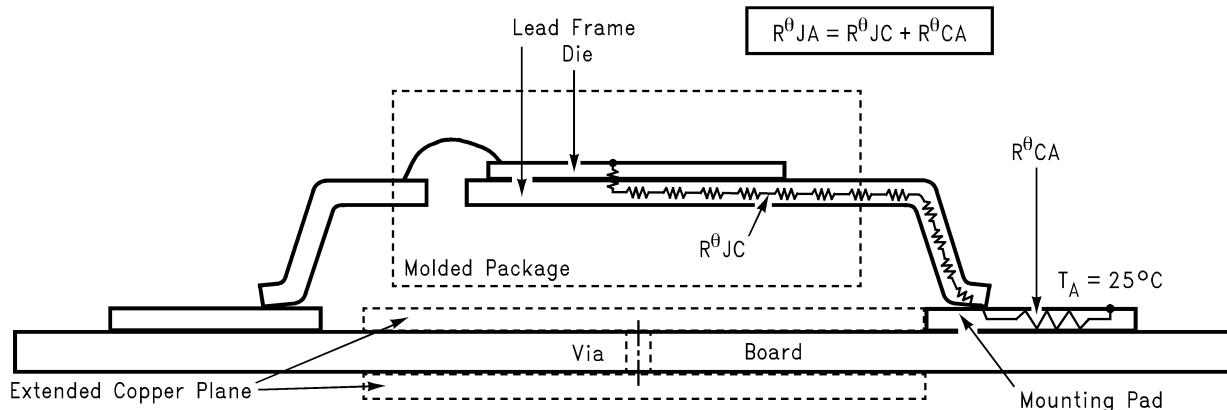 Lead Frame
Die
RθJA = RθJC + RθCA
RθCA
RθJC
Molded Package
TA = 25°C
Via
Board
Extended Copper Plane
Mounting Pad